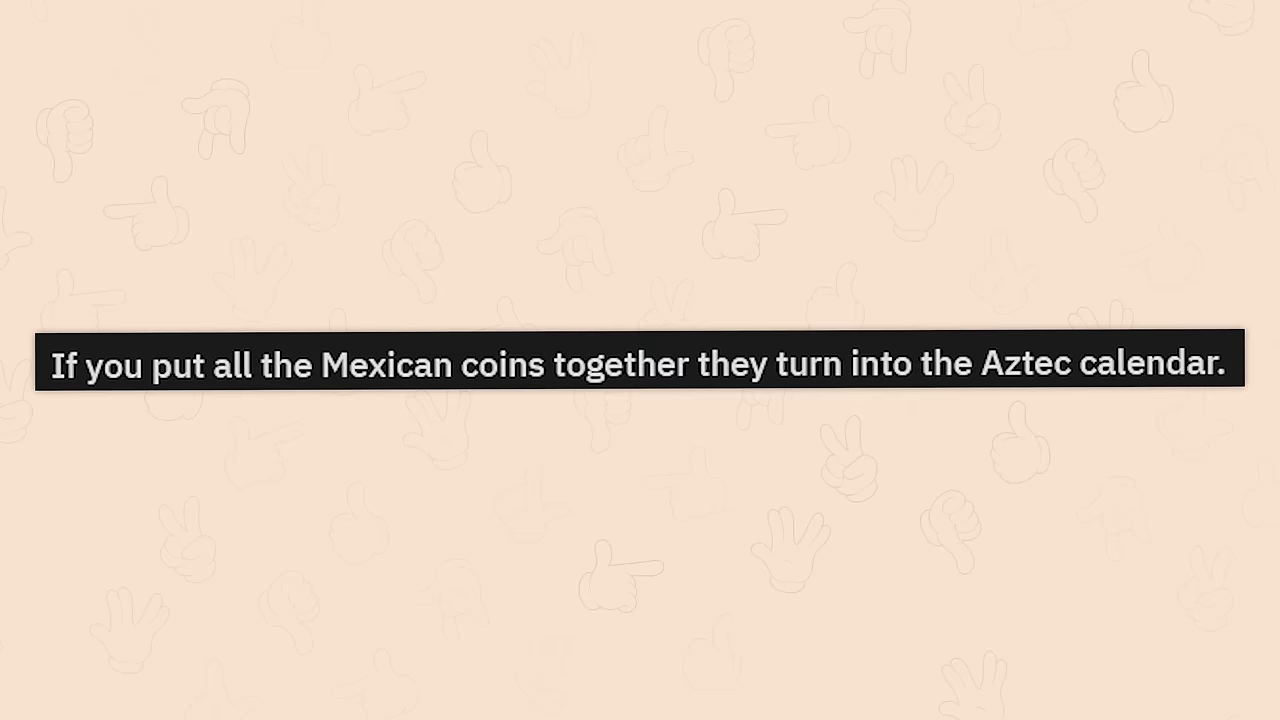 If you put all the Mexican coins together they turn into the Aztec calendar.